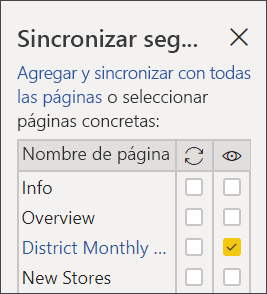 Sincronizar seg...
Agregar y sincronizar con todas
las páginas o seleccionar
páginas concretas:
Nombre de página
Info
Overview
District Monthly ...
New Stores